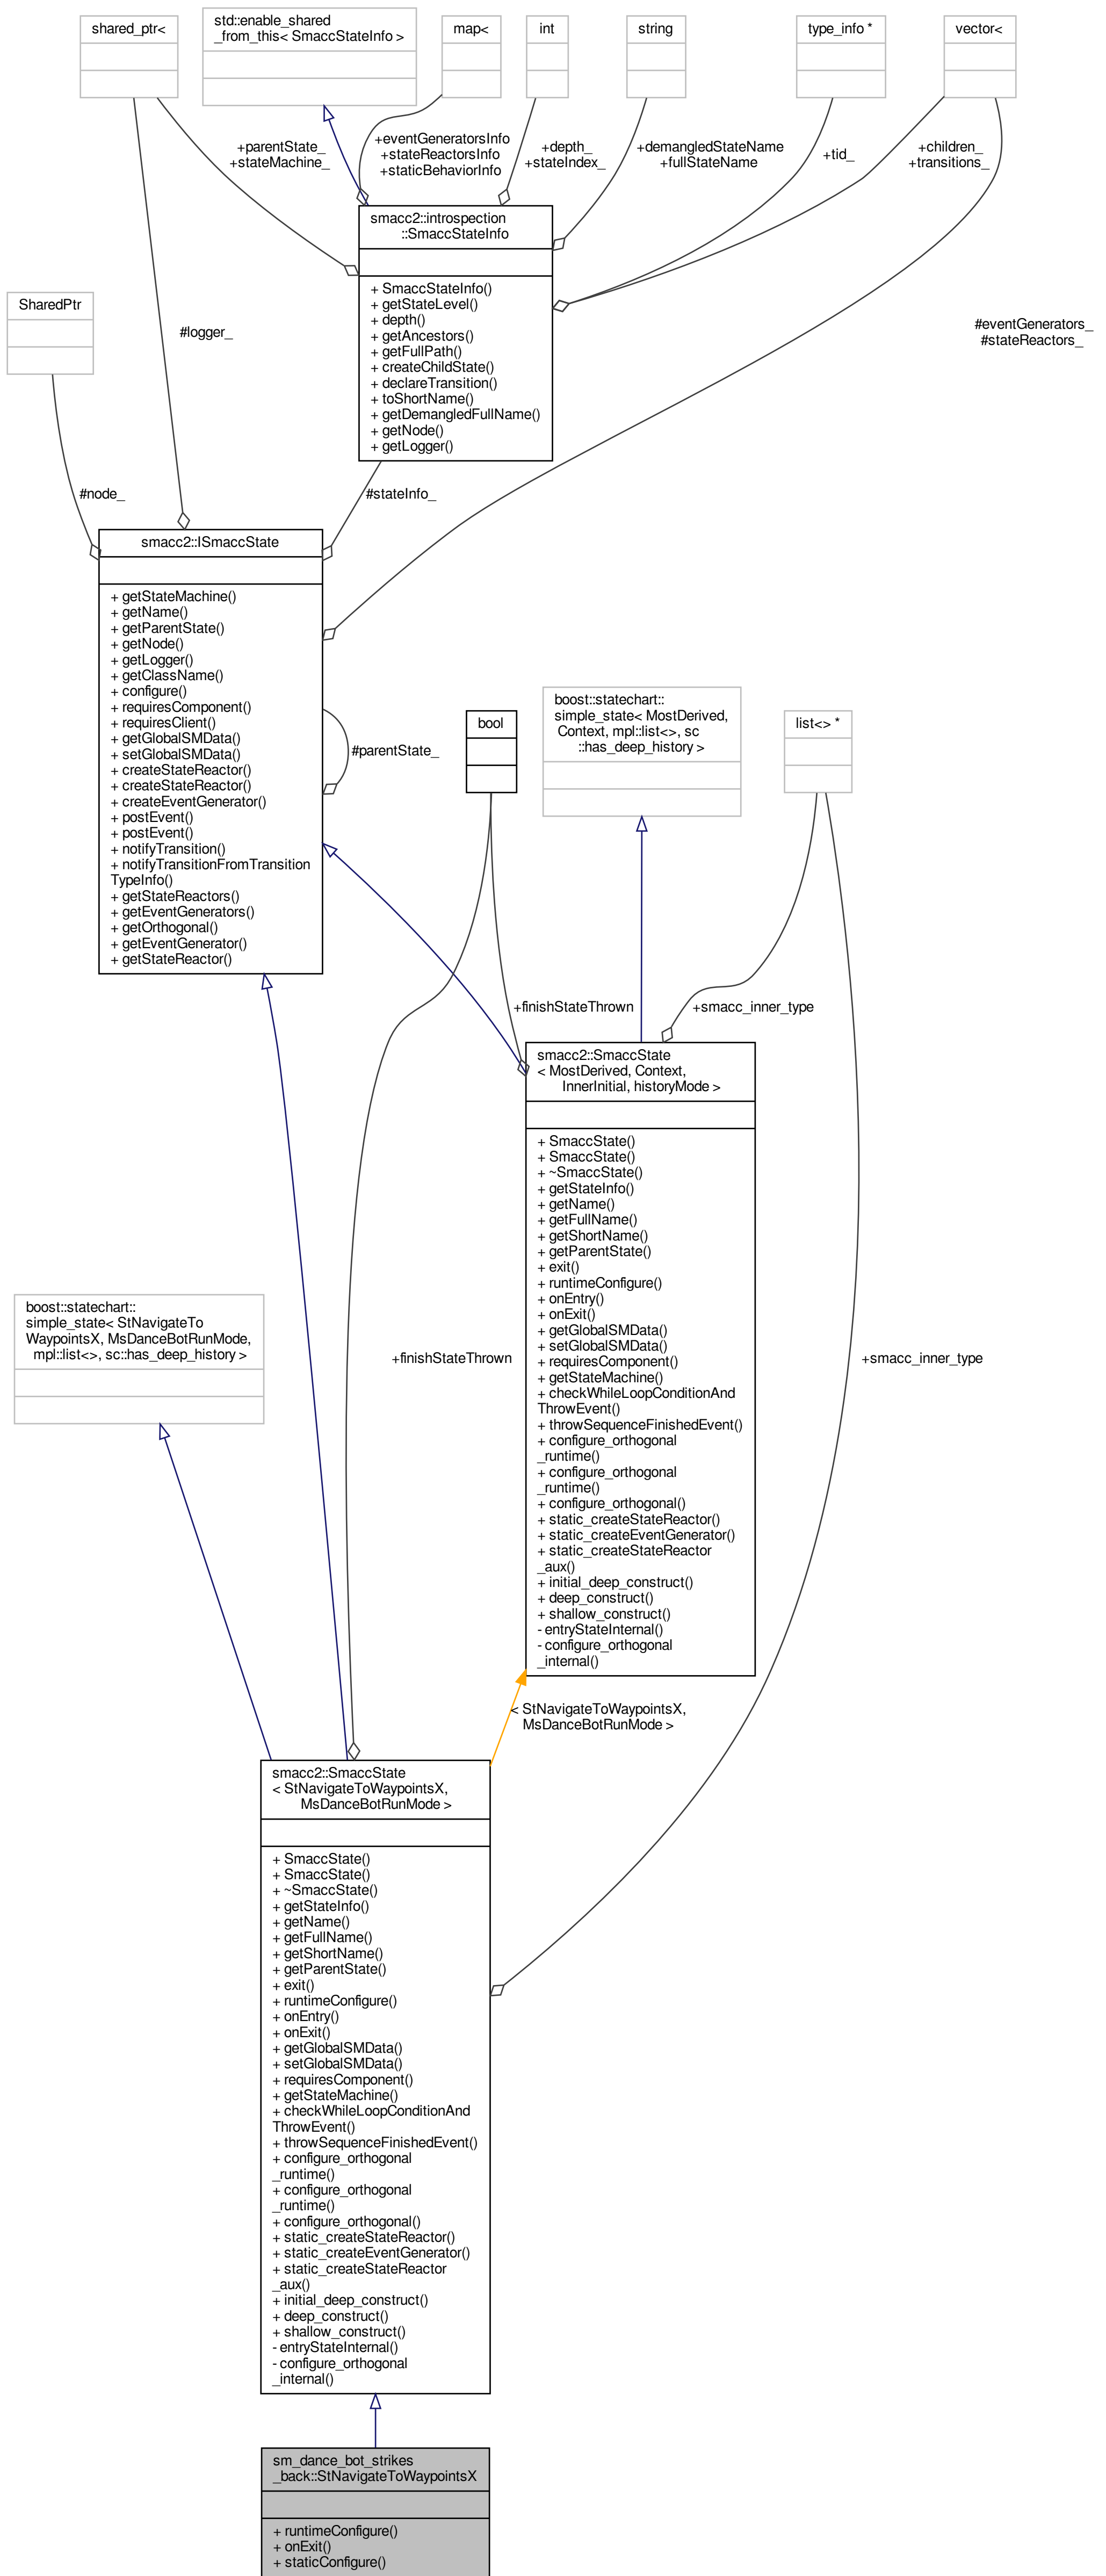 shared_ptr<
std::enable_shared
_from_this< SmaccStateInfo >
map<
int
string
type_info *
vector<
+parentState_
+stateMachine_
+eventGeneratorsInfo
+stateReactorsInfo
+staticBehaviorInfo
+depth_
+stateIndex_
+demangledStateName
+fullStateName
+tid_
+children_
+transitions_
smacc2::introspection
::SmaccStateInfo
+ SmaccStateInfo()
+ getStateLevel()
+ depth()
+ getAncestors()
+ getFullPath()
+ createChildState()
+ declareTransition()
+ toShortName()
+ getDemangledFullName()
+ getNode()
+ getLogger()
SharedPtr
#logger_
#eventGenerators_
#stateReactors_
#node_
#stateInfo_
smacc2::ISmaccState
+ getStateMachine()
+ getName()
+ getParentState()
+ getNode()
+ getLogger()
+ getClassName()
+ configure()
+ requiresComponent()
+ requiresClient()
+ getGlobalSMData()
+ setGlobalSMData()
+ createStateReactor()
+ createStateReactor()
+ createEventGenerator()
+ postEvent()
+ postEvent()
+ notifyTransition()
+ notifyTransitionFromTransition
TypeInfo()
+ getStateReactors()
+ getEventGenerators()
+ getOrthogonal()
+ getEventGenerator()
+ getStateReactor()
#parentState_
bool
boost::statechart::
simple_state< MostDerived,
Context, mpl::list<>, sc
::has_deep_history >
list<> *
+finishStateThrown
+smacc_inner_type
smacc2::SmaccState
< MostDerived, Context,
InnerInitial, historyMode >
+ SmaccState()
+ SmaccState()
+ ~SmaccState()
+ getStateInfo()
+ getName()
+ getFullName()
+ getShortName()
+ getParentState()
+ exit()
+ runtimeConfigure()
+ onEntry()
+ onExit()
+ getGlobalSMData()
+ setGlobalSMData()
+ requiresComponent()
+ getStateMachine()
+ checkWhileLoopConditionAnd
ThrowEvent()
+ throwSequenceFinishedEvent()
+ configure_orthogonal
_runtime()
+ configure_orthogonal
_runtime()
+ configure_orthogonal()
+ static_createStateReactor()
+ static_createEventGenerator()
+ static_createStateReactor
_aux()
+ initial_deep_construct()
+ deep_construct()
+ shallow_construct()
- entryStateInternal()
- configure_orthogonal
_internal()
boost::statechart::
simple_state< StNavigateTo
WaypointsX, MsDanceBotRunMode,
mpl::list<>, sc::has_deep_history >
+finishStateThrown
+smacc_inner_type
< StNavigateToWaypointsX,
MsDanceBotRunMode >
smacc2::SmaccState
< StNavigateToWaypointsX,
MsDanceBotRunMode >
+ SmaccState()
+ SmaccState()
+ ~SmaccState()
+ getStateInfo()
+ getName()
+ getFullName()
+ getShortName()
+ getParentState()
+ exit()
+ runtimeConfigure()
+ onEntry()
+ onExit()
+ getGlobalSMData()
+ setGlobalSMData()
+ requiresComponent()
+ getStateMachine()
+ checkWhileLoopConditionAnd
ThrowEvent()
+ throwSequenceFinishedEvent()
+ configure_orthogonal
_runtime()
+ configure_orthogonal
_runtime()
+ configure_orthogonal()
+ static_createStateReactor()
+ static_createEventGenerator()
+ static_createStateReactor
_aux()
+ initial_deep_construct()
+ deep_construct()
+ shallow_construct()
- entryStateInternal()
- configure_orthogonal
_internal()
sm_dance_bot_strikes
_back::StNavigateToWaypointsX
+ runtimeConfigure()
+ onExit()
+ staticConfigure()